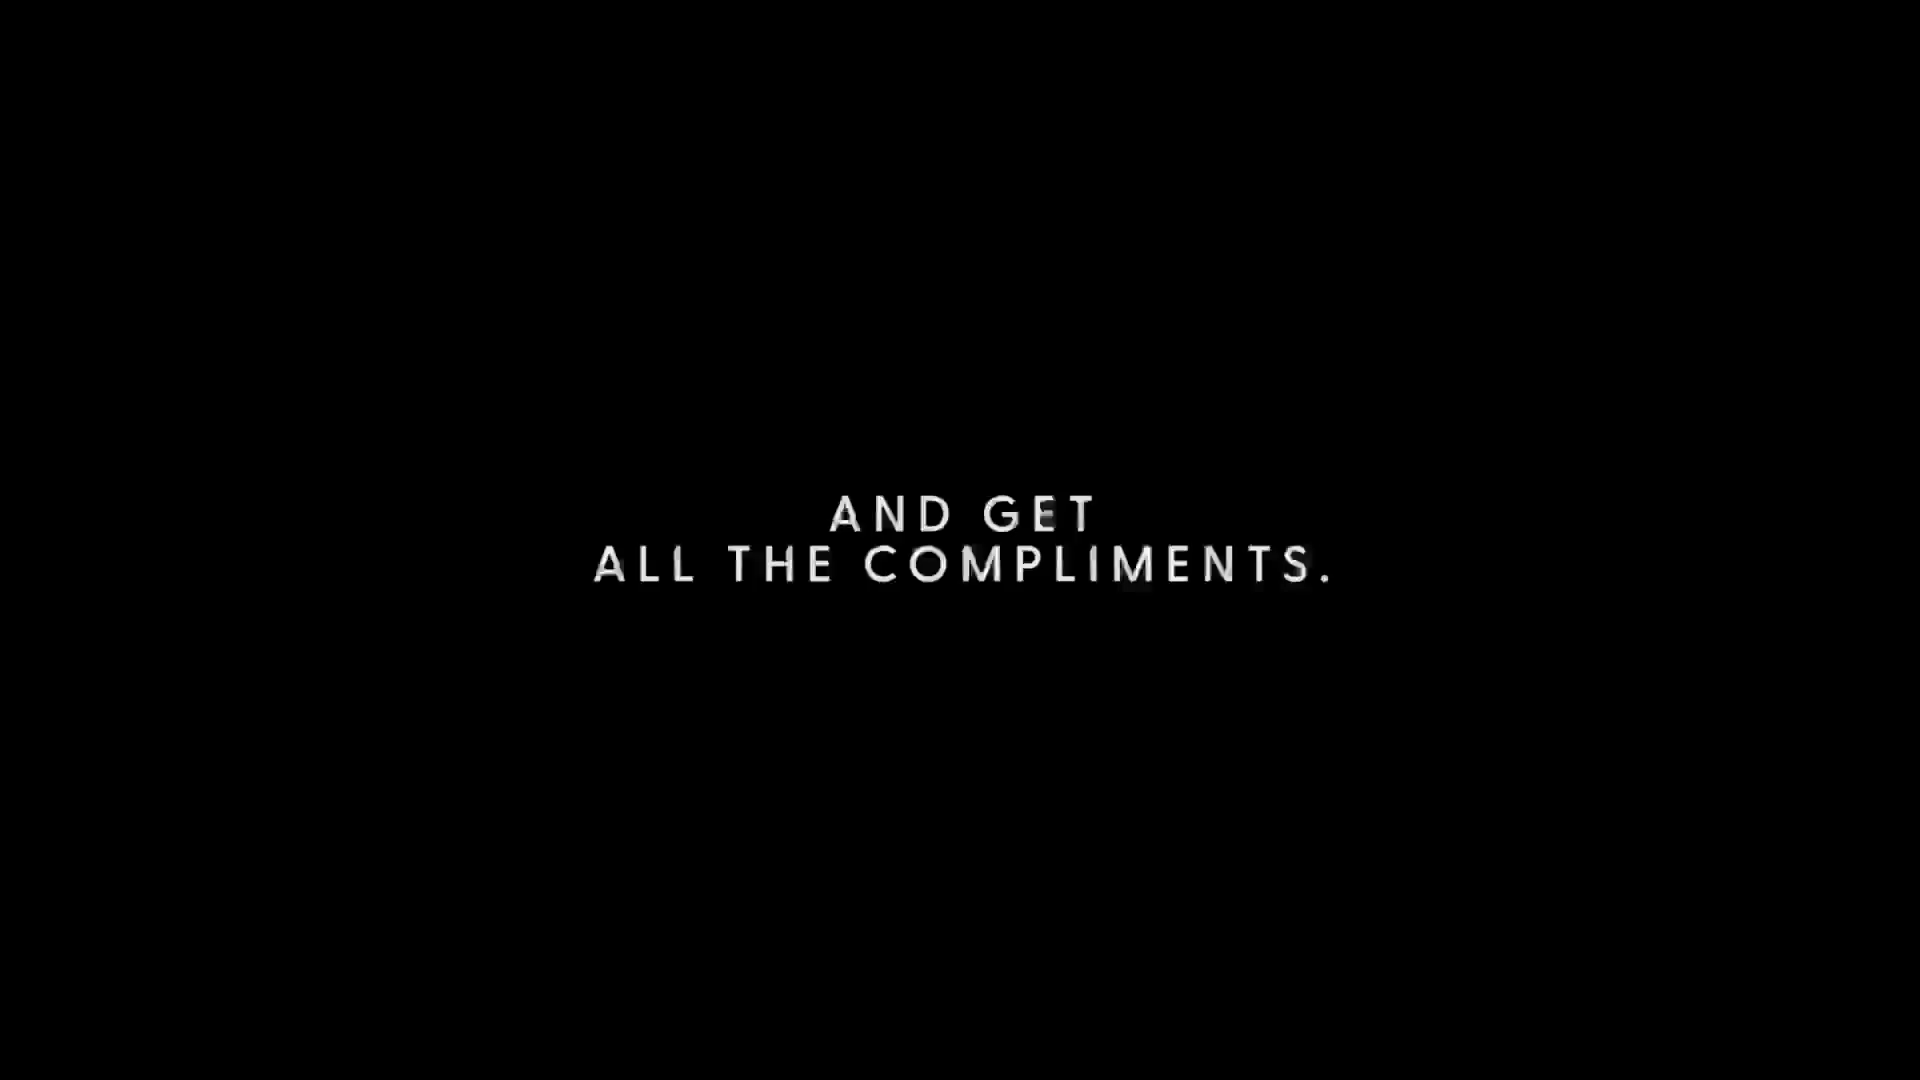 AND GET
ALL THE COMPLIMENTS.